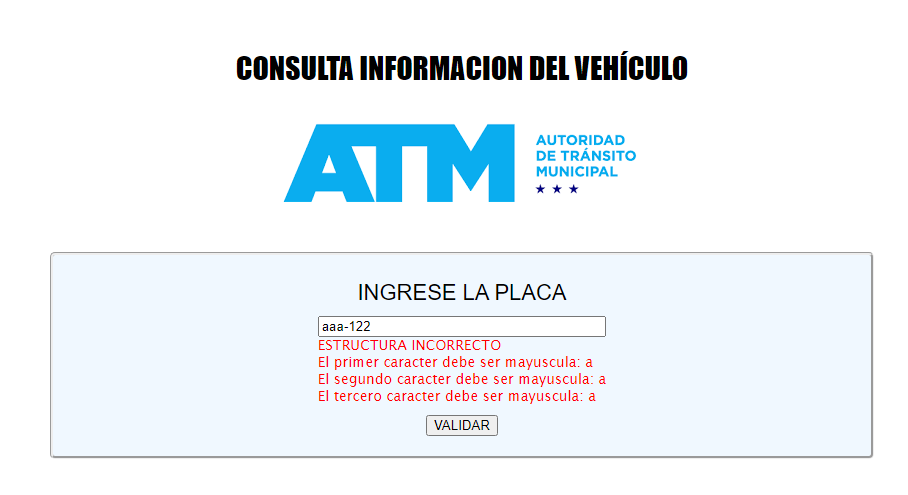 CONSULTA INFORMACION DEL VEHÍCULO
ATM
AUTORIDAD
DE TRÁNSITO
MUNICIPAL
INGRESE LA PLACA
aaa-122
ESTRUCTURA INCORRECTO
El primer caracter debe ser mayuscula: a
El segundo caracter debe ser mayuscula: a
El tercero caracter debe ser mayuscula: a
VALIDAR